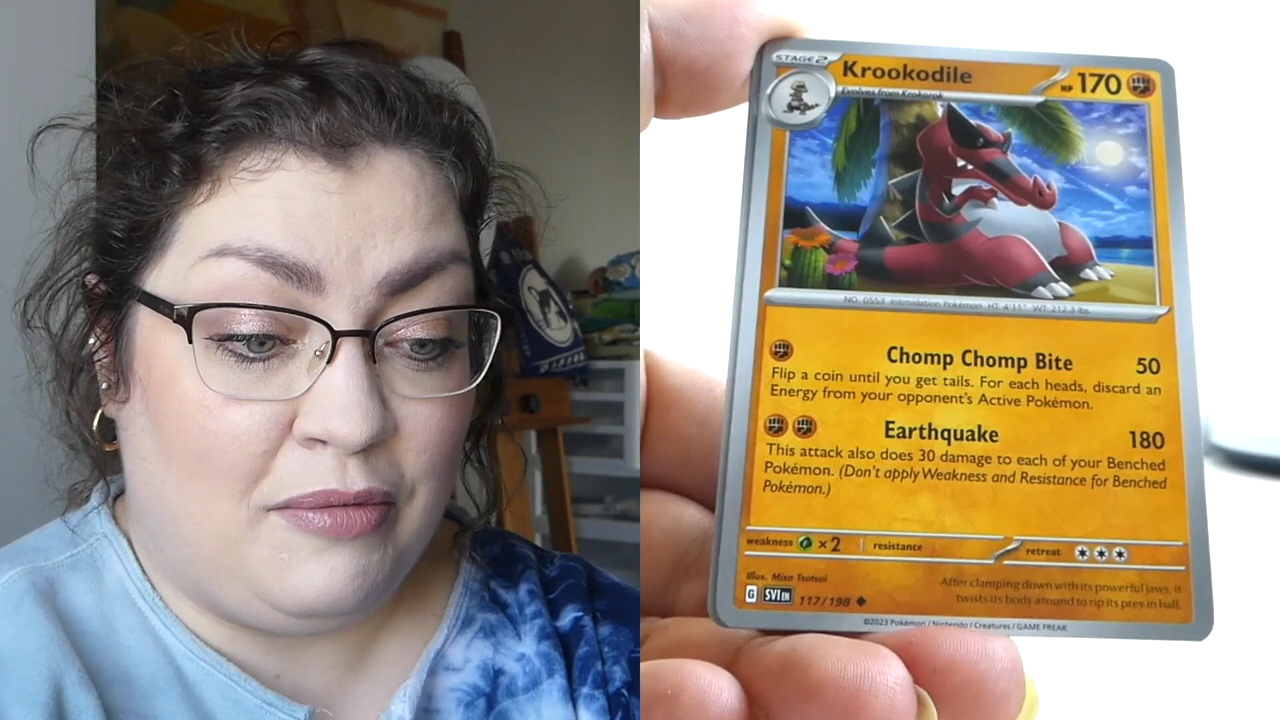 STAGE 2
Krookodile
HP 170
Evolves from Krokorok
NO. 0553 Intimidation Pokémon HT: 4'11" WT: 212.3 lbs.
Chomp Chomp Bite 50
Flip a coin until you get tails. For each heads, discard an
Energy from your opponent's Active Pokémon.
Earthquake 180
This attack also does 30 damage to each of your Benched
Pokémon. (Don't apply Weakness and Resistance for Benched
Pokémon.)
weakness ×2 resistance retreat
Illus. Misa Tsutsui
G SVI EN 117/198
After clamping down with its powerful jaws, it
twists its body around to rip its prey in half.
©2023 Pokémon / Nintendo / Creatures / GAME FREAK